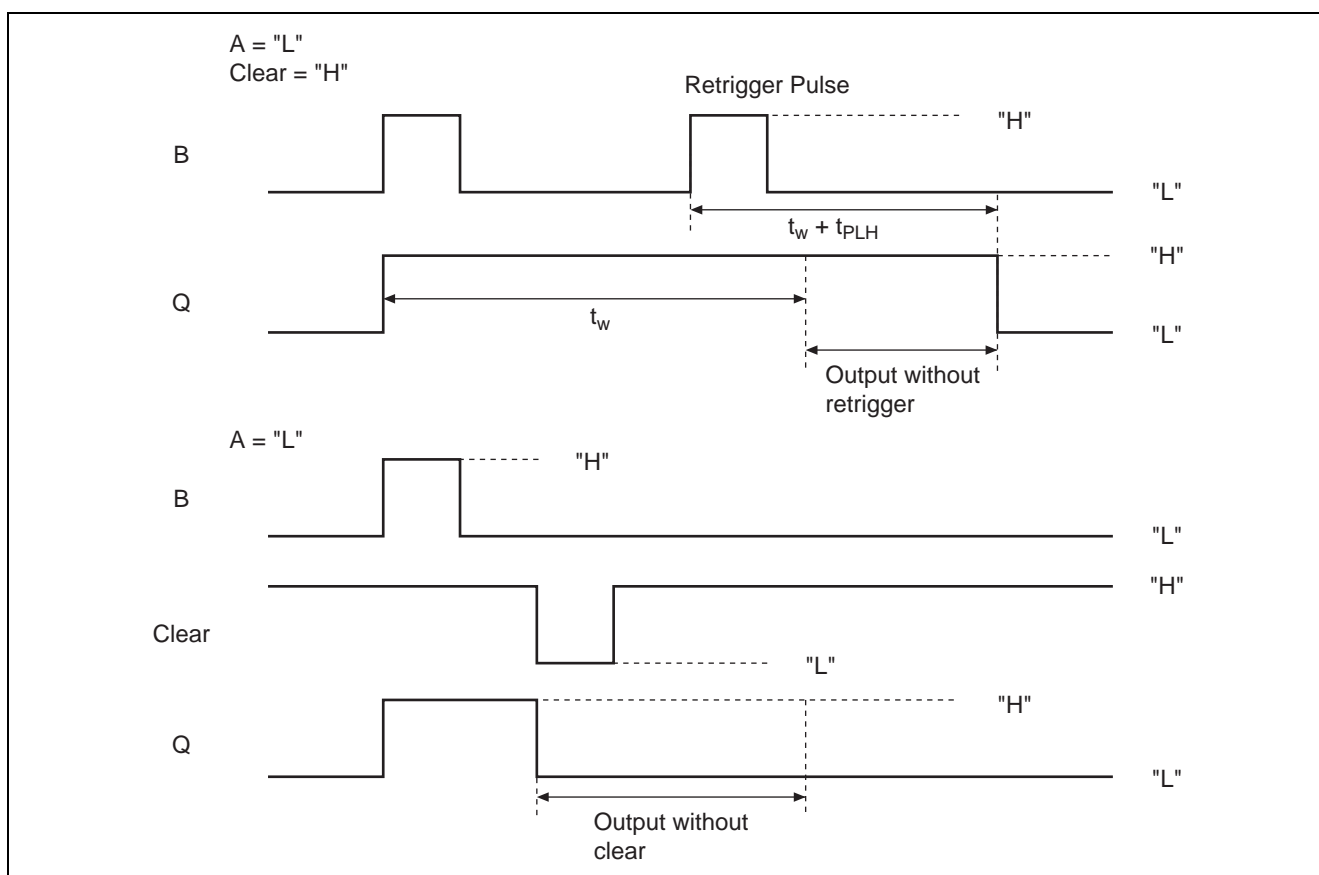 A = "L"
Clear = "H"
Retrigger Pulse
"H"
B
"L"
tw + tPLH
"H"
Q
tw
"L"
Output without
retrigger
A = "L"
"H"
B
"L"
"H"
Clear
"L"
"H"
Q
"L"
Output without
clear